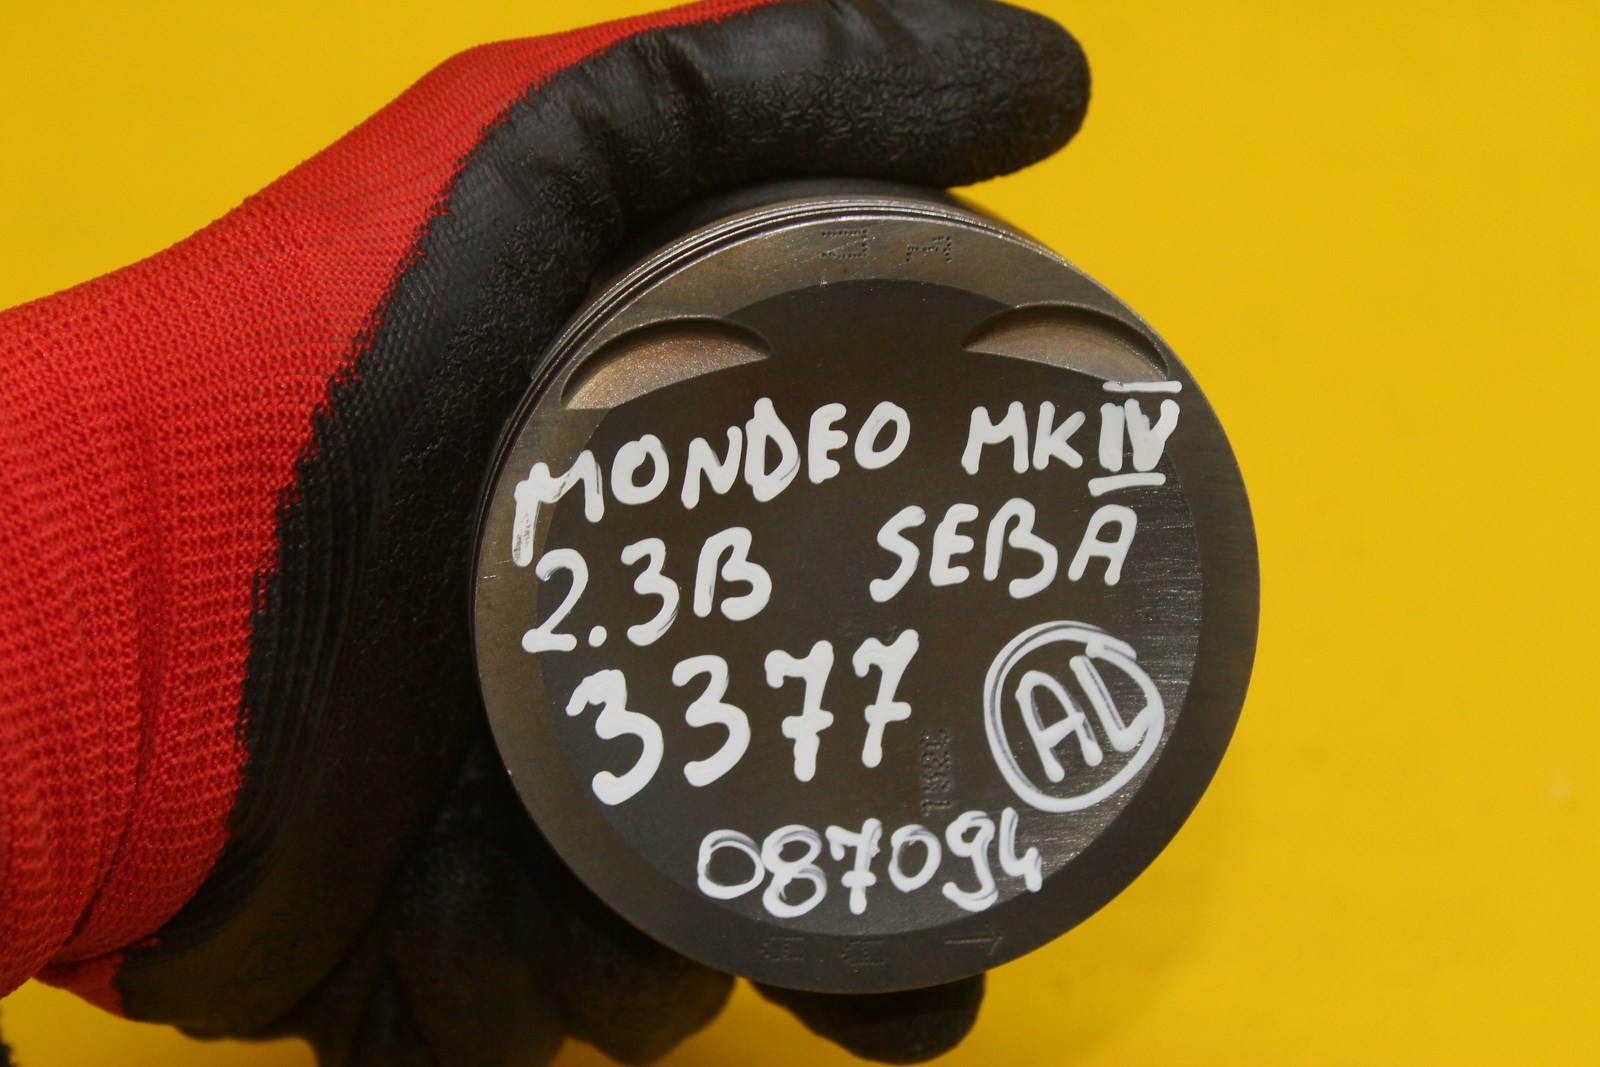 MONDEO MKIV
2.3B SEBA
3377
AL
087094